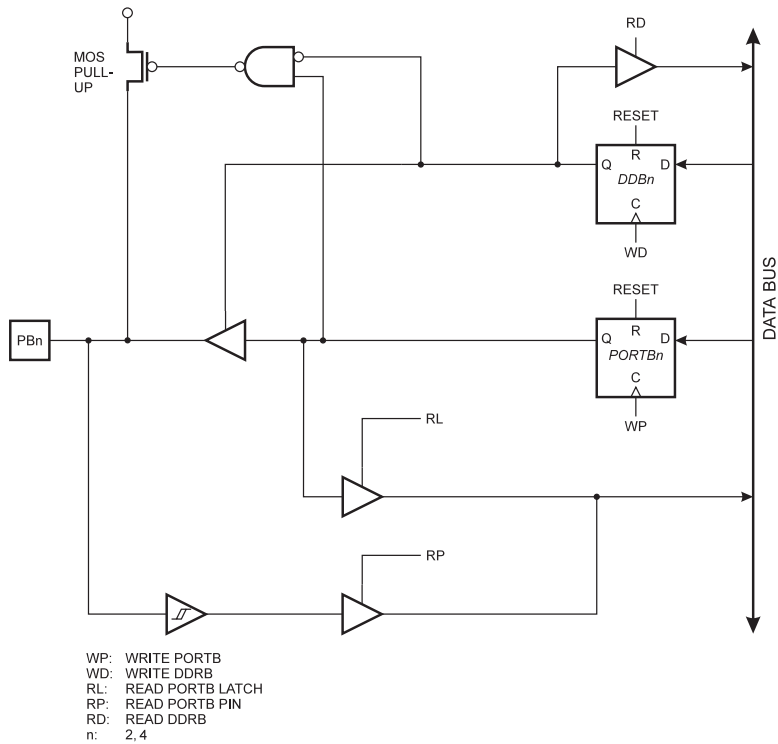 RD
MOS
PULL-
UP
RESET
R
Q
D
DDBn
C
WD
DATA BUS
RESET
R
PBn
Q
D
PORTBn
C
WP
RL
RP
WP: WRITE PORTB
WD: WRITE DDRB
RL: READ PORTB LATCH
RP: READ PORTB PIN
RD: READ DDRB
n: 2, 4